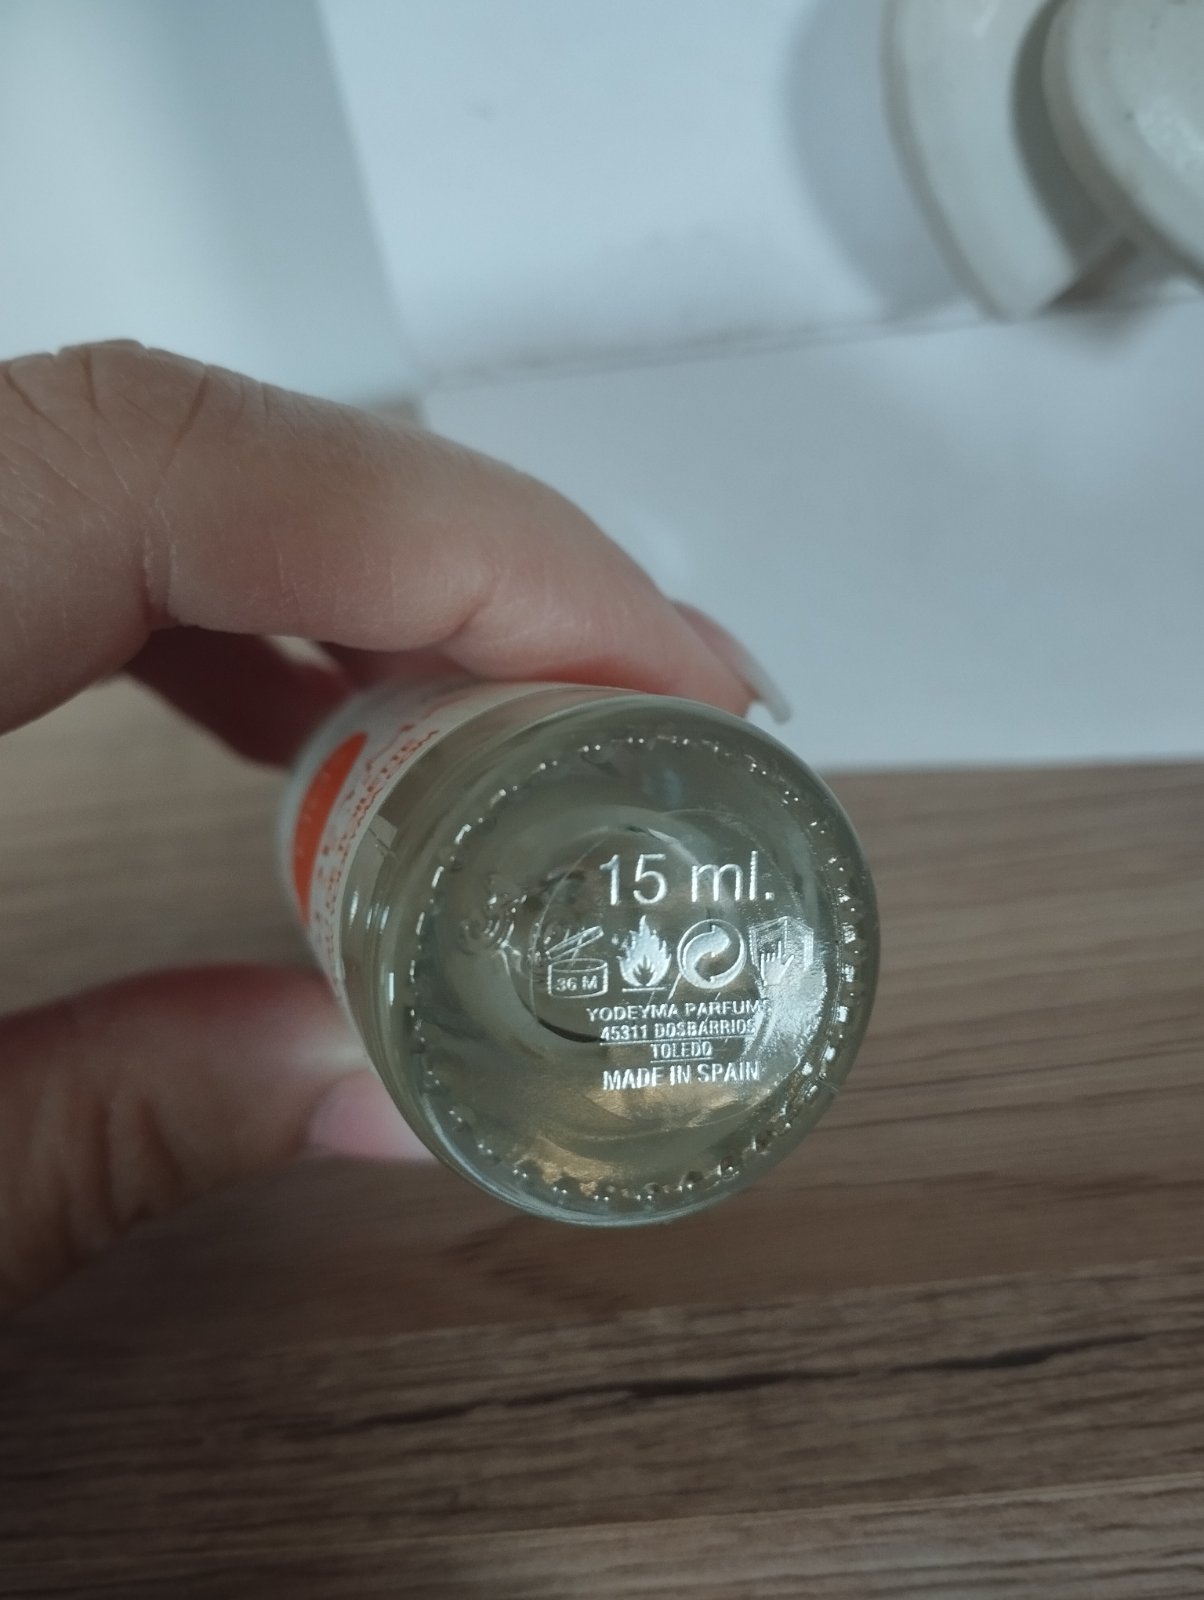 15 ml.
36 M
YODEYMA PARFUMS
45311 DOSBARRIOS
TOLEDO
MADE IN SPAIN